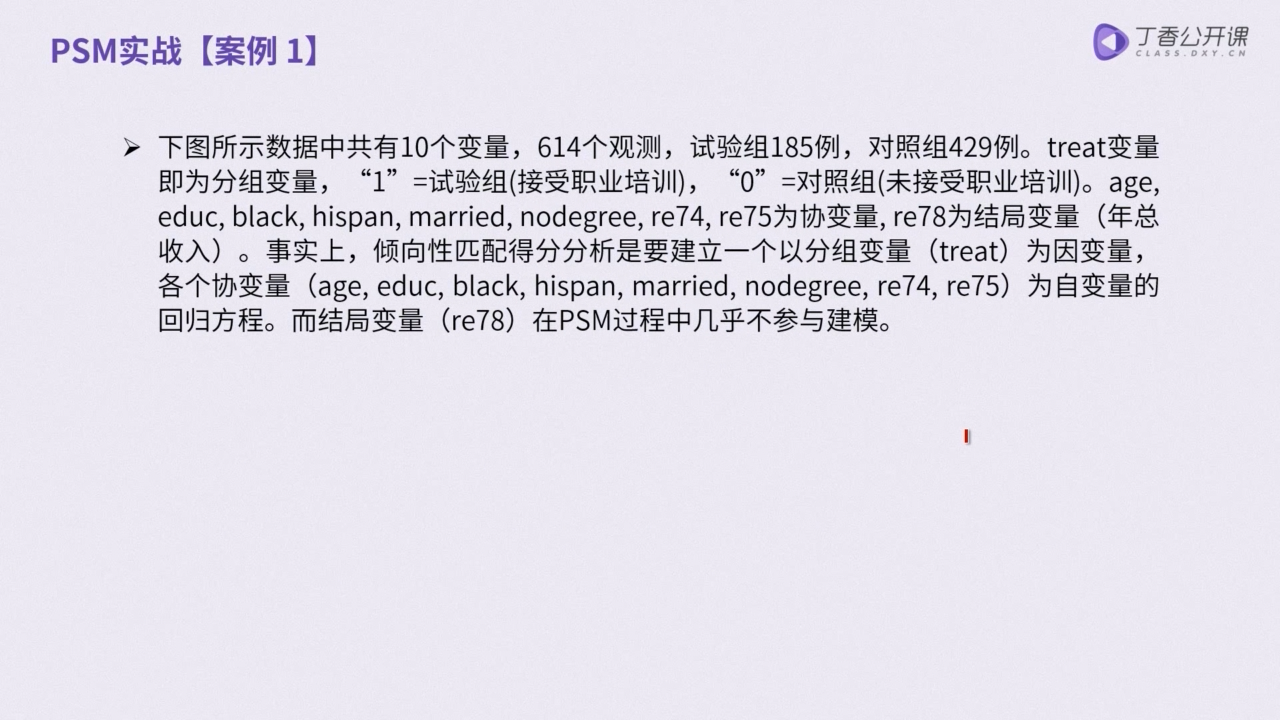 PSM实战【案例 1】
丁香公开课
CLASS.DXY.CN
下图所示数据中共有10个变量，614个观测，试验组185例，对照组429例。treat变量
即为分组变量，“1”=试验组(接受职业培训)，“0”=对照组(未接受职业培训)。age,
educ, black, hispan, married, nodegree, re74, re75为协变量, re78为结局变量（年总
收入）。事实上，倾向性匹配得分分析是要建立一个以分组变量（treat）为因变量，
各个协变量（age, educ, black, hispan, married, nodegree, re74, re75）为自变量的
回归方程。而结局变量（re78）在PSM过程中几乎不参与建模。